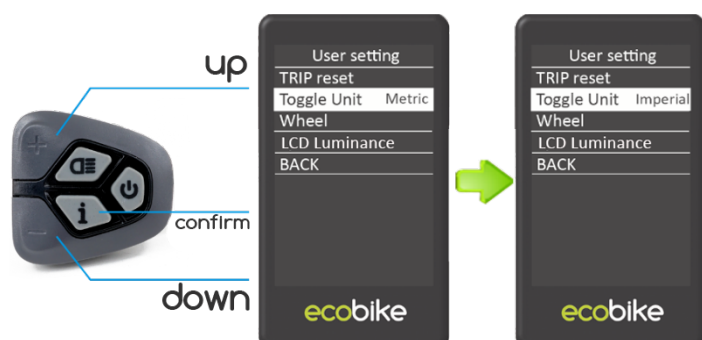 up
+
i
confirm
−
down
User setting
TRIP reset
Toggle Unit Metric
Wheel
LCD Luminance
BACK
ecobike
User setting
TRIP reset
Toggle Unit Imperial
Wheel
LCD Luminance
BACK
ecobike